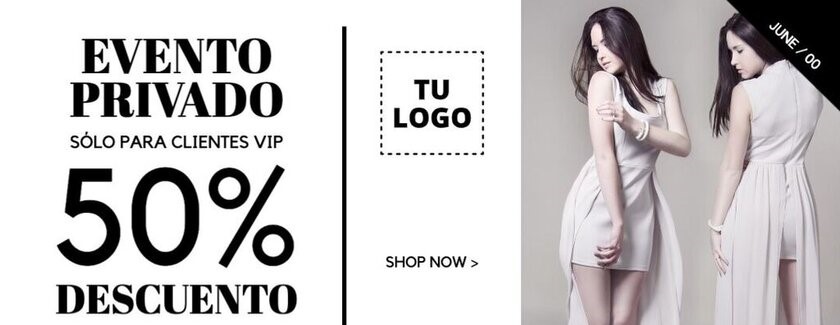 EVENTO
PRIVADO
SÓLO PARA CLIENTES VIP
50%
DESCUENTO
TU
LOGO
SHOP NOW >
JUNE / 00